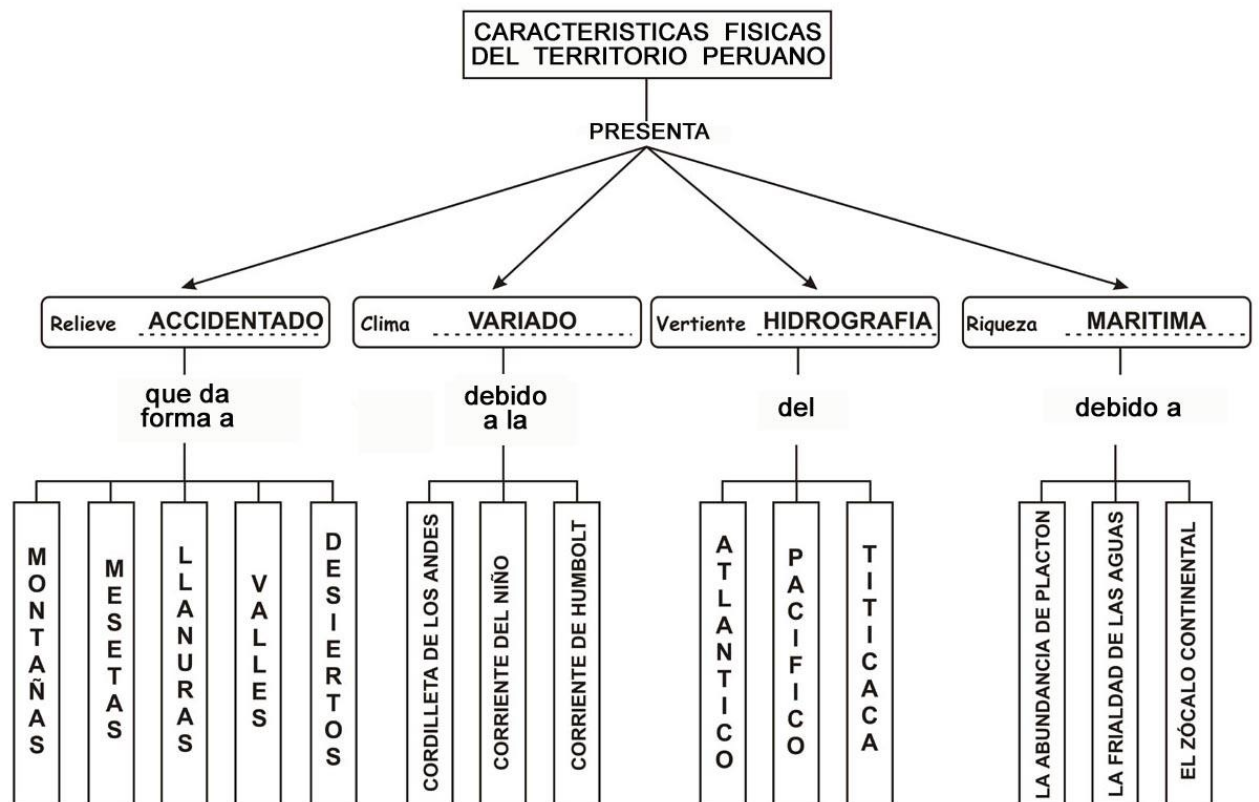 CARACTERISTICAS FISICAS
DEL TERRITORIO PERUANO
PRESENTA
Relieve ACCIDENTADO
Clima VARIADO
Vertiente HIDROGRAFIA
Riqueza MARITIMA
que da
forma a
debido
a la
del
debido a
MONTAÑAS
MESETAS
LLANURAS
VALLES
DESIERTOS
CORDILLETA DE LOS ANDES
CORRIENTE DEL NIÑO
CORRIENTE DE HUMBOLT
ATLANTICO
PACIFICO
TITICACA
LA ABUNDANCIA DE PLACTON
LA FRIALDAD DE LAS AGUAS
EL ZÓCALO CONTINENTAL